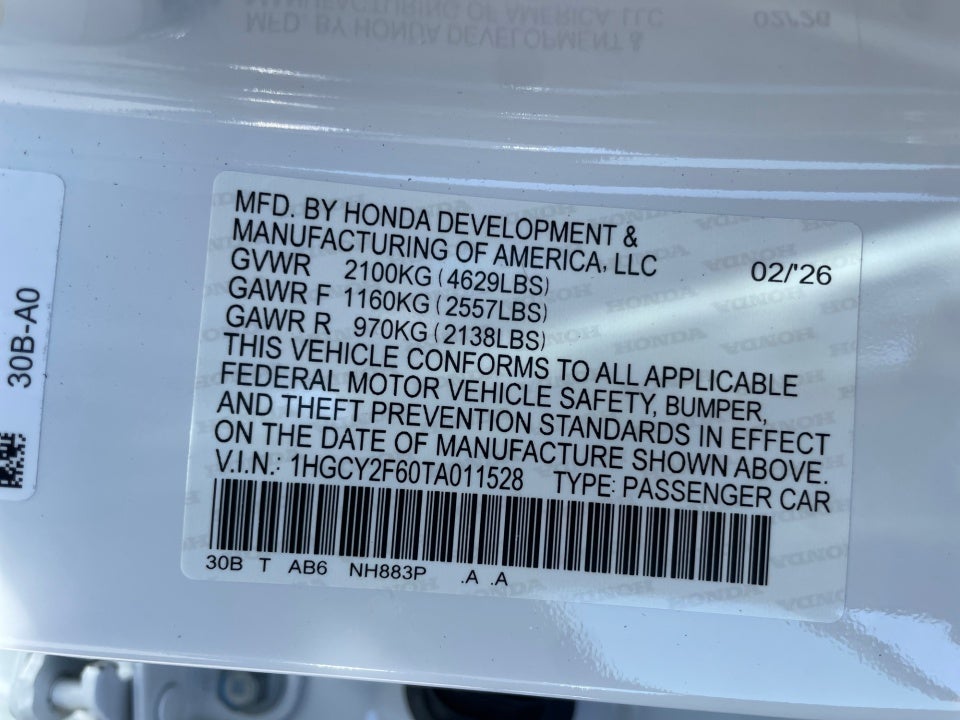 MFD. BY HONDA DEVELOPMENT &
MANUFACTURING OF AMERICA, LLC
02/'26
GVWR 2100KG (4629LBS)
GAWR F 1160KG (2557LBS)
GAWR R 970KG (2138LBS)
THIS VEHICLE CONFORMS TO ALL APPLICABLE
FEDERAL MOTOR VEHICLE SAFETY, BUMPER,
AND THEFT PREVENTION STANDARDS IN EFFECT
ON THE DATE OF MANUFACTURE SHOWN ABOVE.
V.I.N.: 1HGCY2F60TA011528 TYPE: PASSENGER CAR
30B T AB6 NH883P .A .A
30B-A0